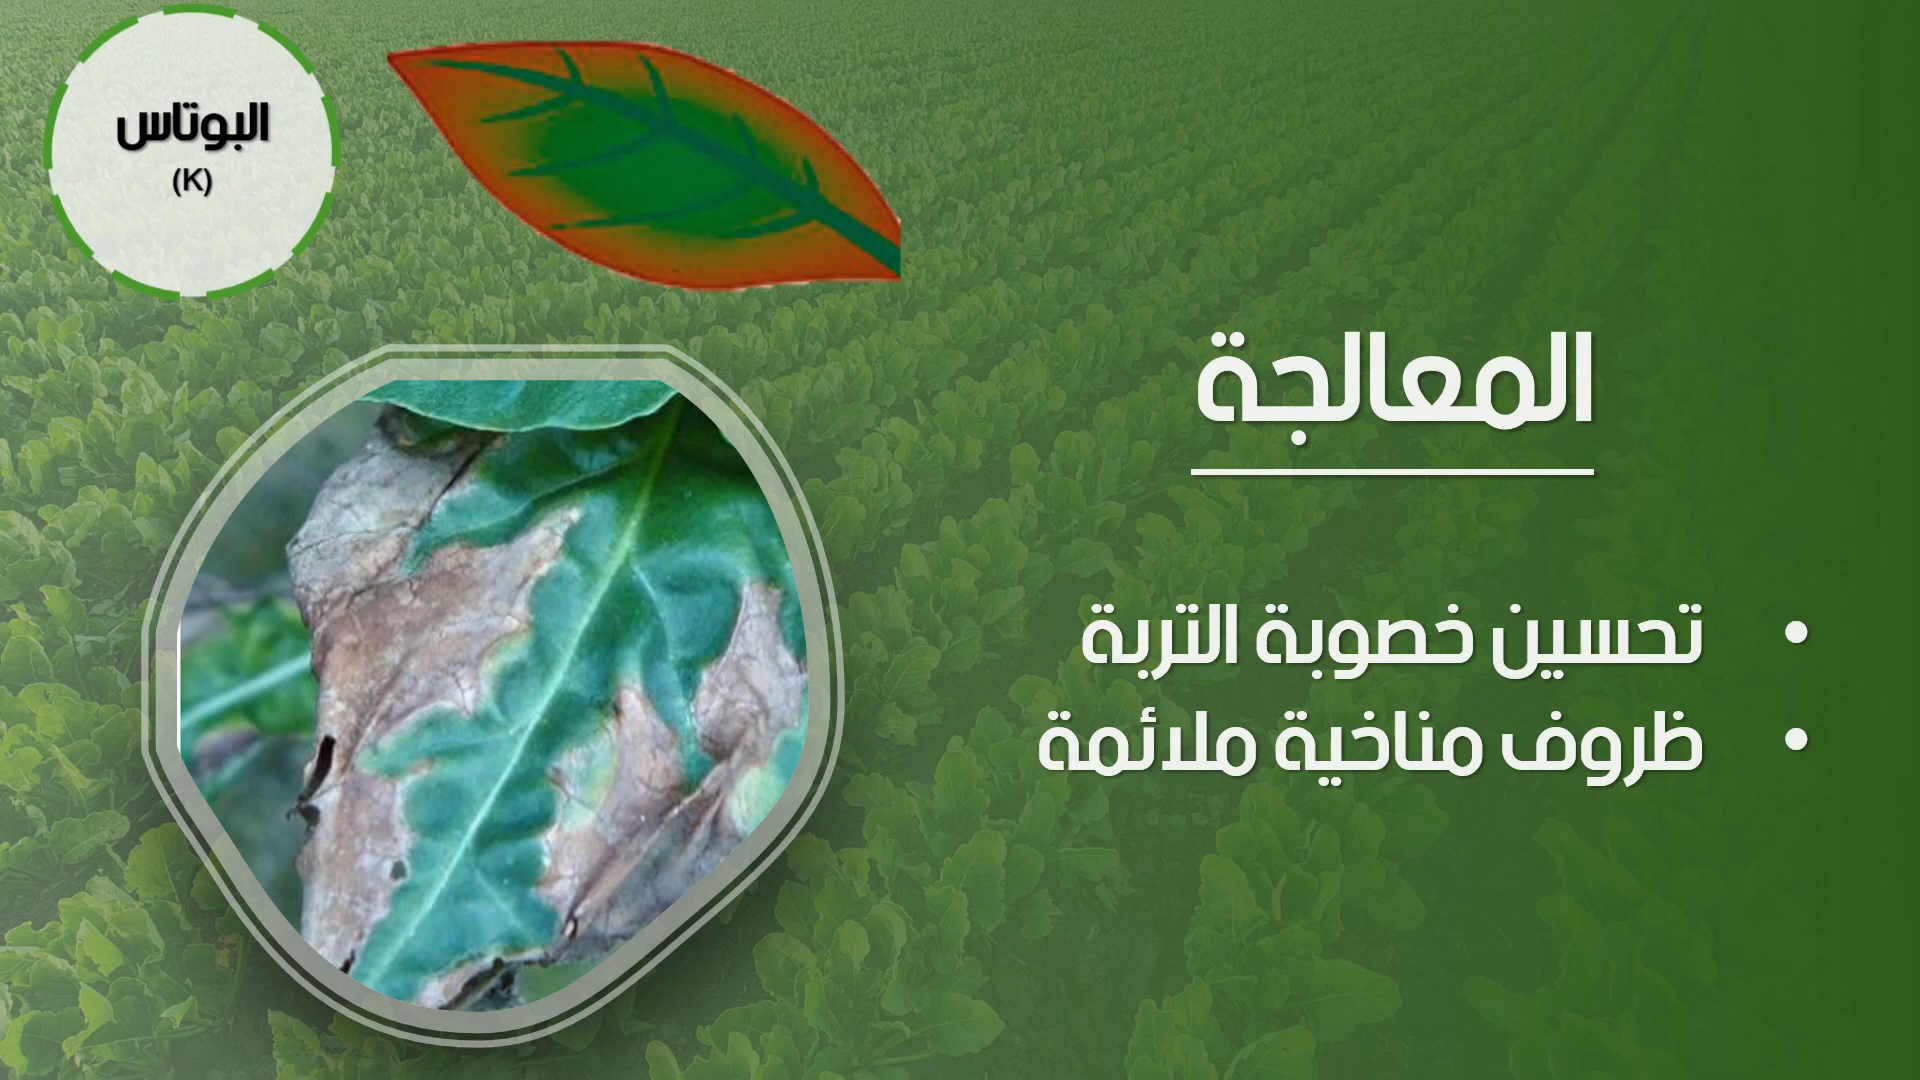 البوتاس
(K)
المعالجة
• تحسين خصوبة التربة
• ظروف مناخية ملائمة